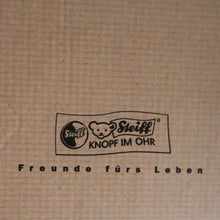 Steiff Steiff ®
KNOPF IM OHR
Freunde fürs Leben